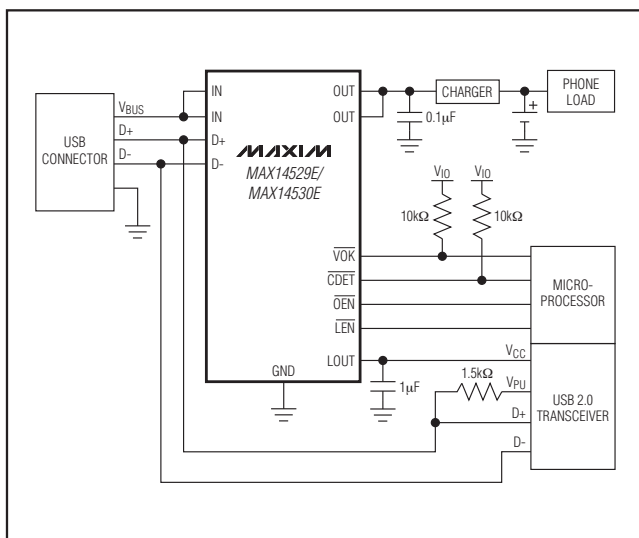 USB
CONNECTOR
VBUS
D+
D-
IN
IN
D+
D-
MAXIM
MAX14529E/
MAX14530E
OUT
OUT
VOK
CDET
OEN
LEN
LOUT
GND
0.1μF
CHARGER
+
PHONE
LOAD
VIO
VIO
10kΩ
10kΩ
MICRO-
PROCESSOR
1μF
1.5kΩ
VCC
VPU
D+
D-
USB 2.0
TRANSCEIVER